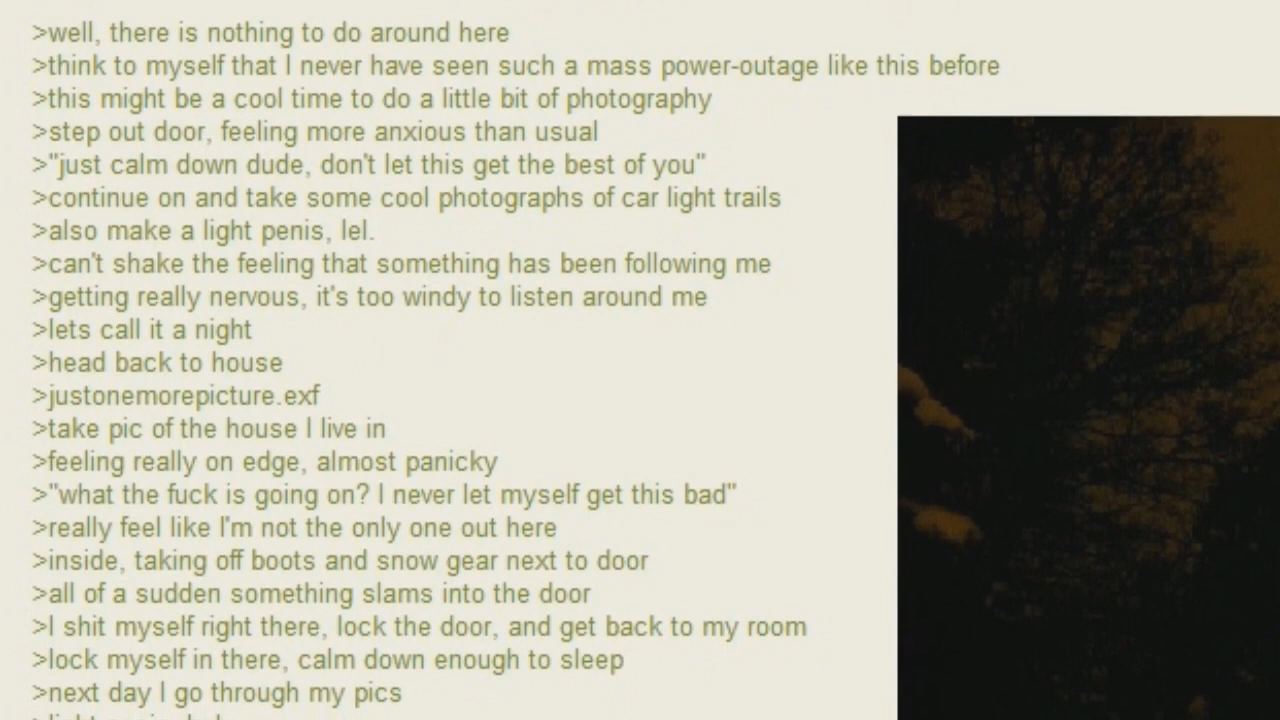 >well, there is nothing to do around here
>think to myself that I never have seen such a mass power-outage like this before
>this might be a cool time to do a little bit of photography
>step out door, feeling more anxious than usual
>"just calm down dude, don't let this get the best of you"
>continue on and take some cool photographs of car light trails
>also make a light penis, lel.
>can't shake the feeling that something has been following me
>getting really nervous, it's too windy to listen around me
>lets call it a night
>head back to house
>justonemorepicture.exf
>take pic of the house I live in
>feeling really on edge, almost panicky
>"what the fuck is going on? I never let myself get this bad"
>really feel like I'm not the only one out here
>inside, taking off boots and snow gear next to door
>all of a sudden something slams into the door
>I shit myself right there, lock the door, and get back to my room
>lock myself in there, calm down enough to sleep
>next day I go through my pics